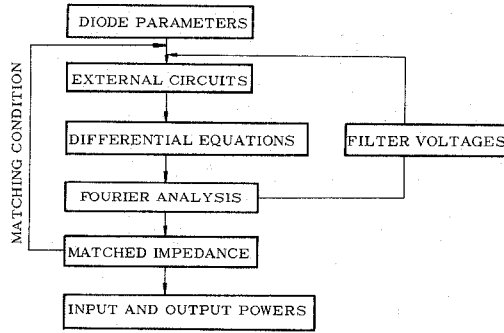 DIODE PARAMETERS
EXTERNAL CIRCUITS
DIFFERENTIAL EQUATIONS
FILTER VOLTAGES
FOURIER ANALYSIS
MATCHED IMPEDANCE
INPUT AND OUTPUT POWERS
MATCHING CONDITION